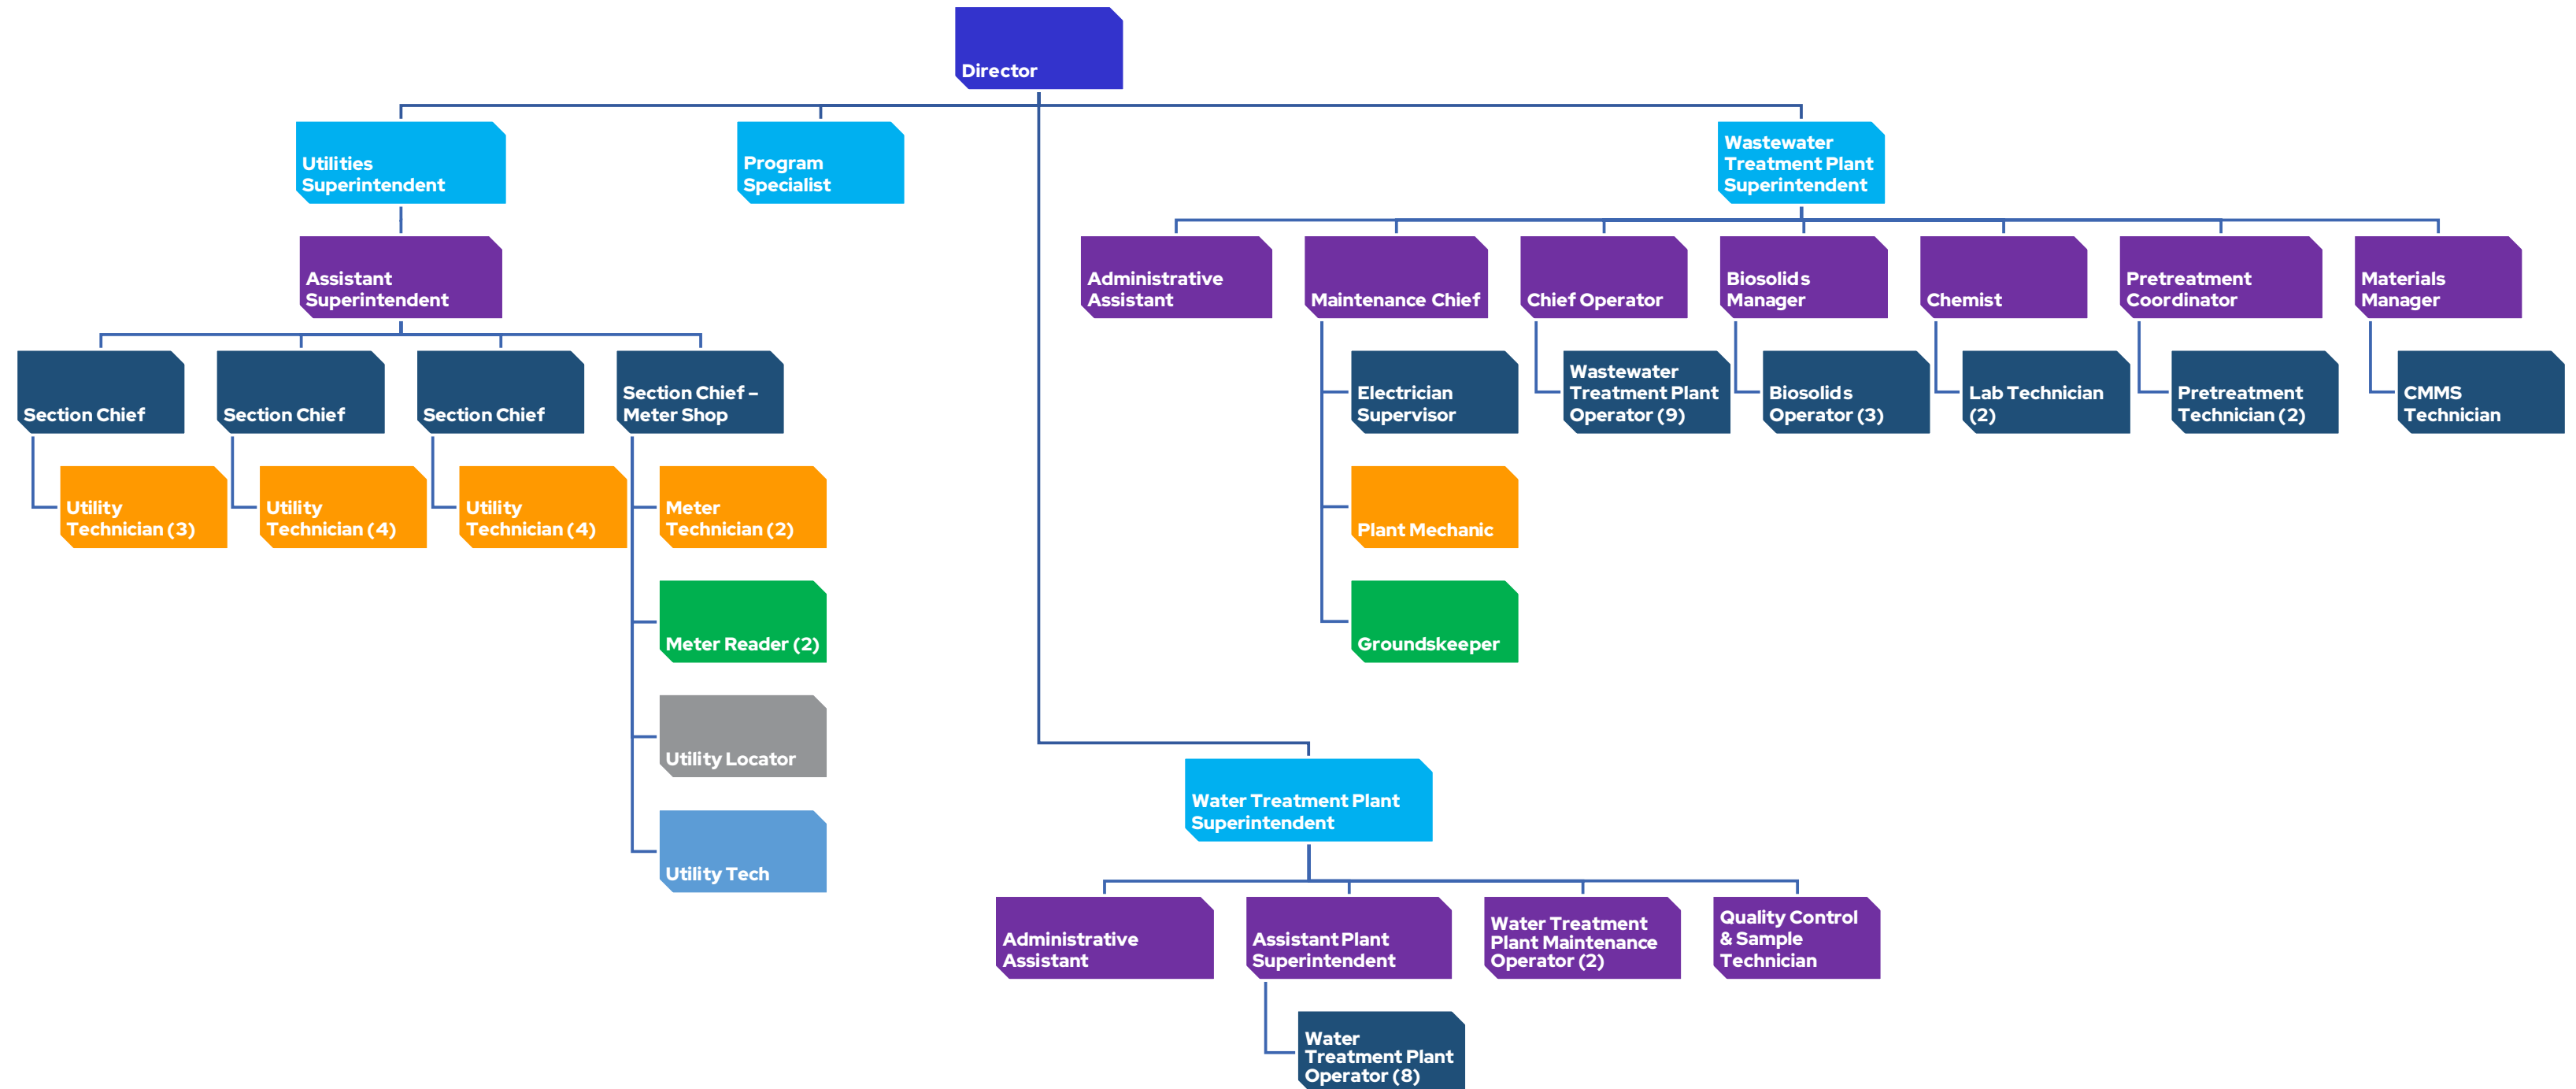 Director
Utilities
Superintendent
Program
Specialist
Wastewater
Treatment Plant
Superintendent
Assistant
Superintendent
Administrative
Assistant
Maintenance Chief
Chief Operator
Biosolids
Manager
Chemist
Pretreatment
Coordinator
Materials
Manager
Section Chief
Section Chief
Section Chief
Section Chief –
Meter Shop
Electrician
Supervisor
Wastewater
Treatment Plant
Operator (9)
Biosolids
Operator (3)
Lab Technician
(2)
Pretreatment
Technician (2)
CMMS
Technician
Utility
Technician (3)
Utility
Technician (4)
Utility
Technician (4)
Meter
Technician (2)
Plant Mechanic
Meter Reader (2)
Groundskeeper
Utility Locator
Water Treatment Plant
Superintendent
Utility Tech
Administrative
Assistant
Assistant Plant
Superintendent
Water Treatment
Plant Maintenance
Operator (2)
Quality Control
& Sample
Technician
Water
Treatment Plant
Operator (8)